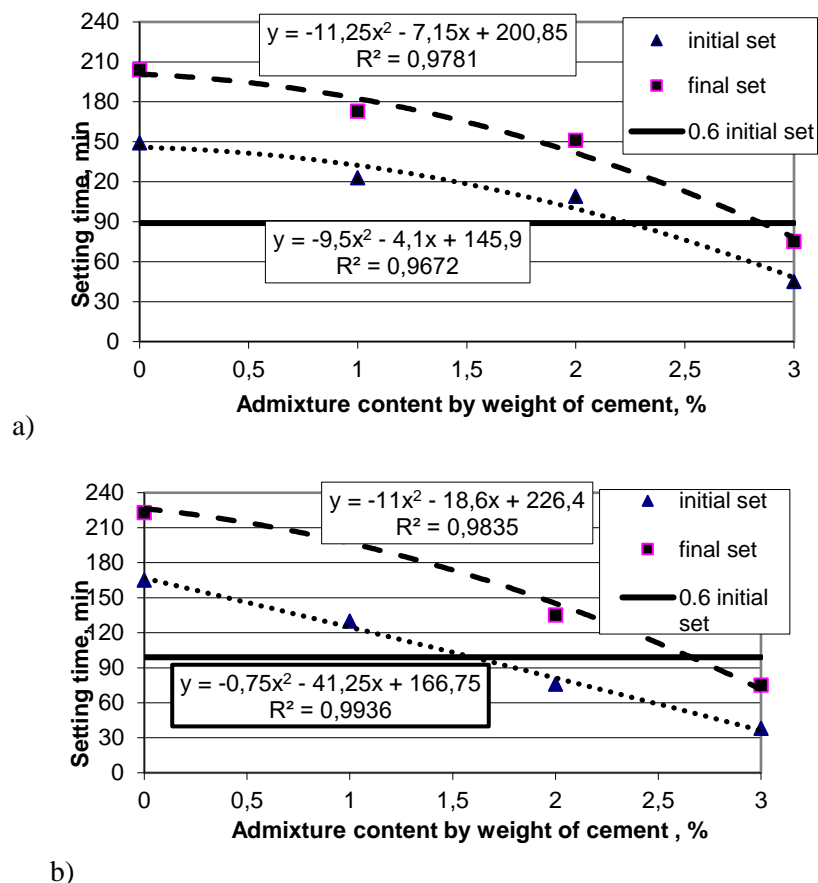 240
210
180
150
120
90
60
30
0
Setting time, min
y = -11,25x² - 7,15x + 200,85
R² = 0,9781
initial set
final set
0.6 initial set
y = -9,5x² - 4,1x + 145,9
R² = 0,9672
0 0,5 1 1,5 2 2,5 3
Admixture content by weight of cement, %
a)
240
210
180
150
120
90
60
30
0
Setting time, min
y = -11x² - 18,6x + 226,4
R² = 0,9835
initial set
final set
0.6 initial
set
y = -0,75x² - 41,25x + 166,75
R² = 0,9936
0 0,5 1 1,5 2 2,5 3
Admixture content by weight of cement , %
b)